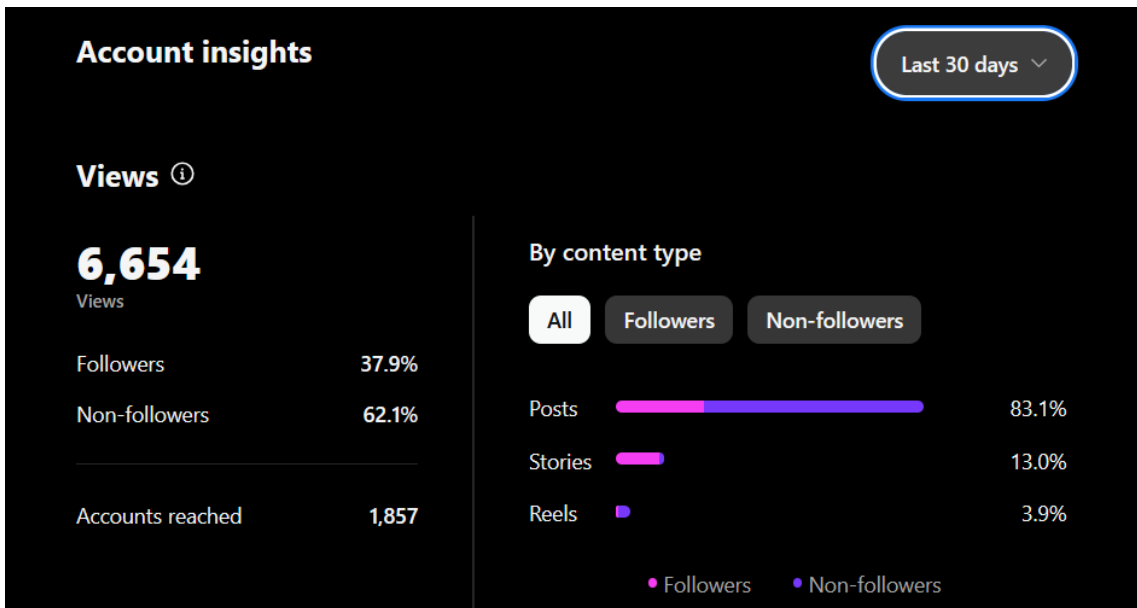 Account insights
Last 30 days
Views
6,654
Views
Followers 37.9%
Non-followers 62.1%
Accounts reached 1,857
By content type
All Followers Non-followers
Posts 83.1%
Stories 13.0%
Reels 3.9%
Followers Non-followers